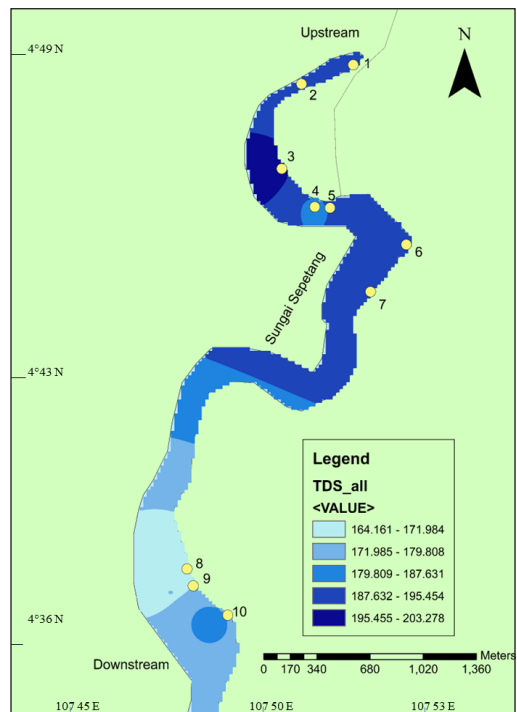 Upstream
4°49 N
N
1
2
3
4
5
6
7
Sungai Sepetang
4°43 N
Legend
TDS_all
<VALUE>
164.161 - 171.984
171.985 - 179.808
179.809 - 187.631
187.632 - 195.454
195.455 - 203.278
8
9
10
4°36 N
Downstream
Meters
0 170 340 680 1,020 1,360
107 45 E 107 50 E 107 53 E